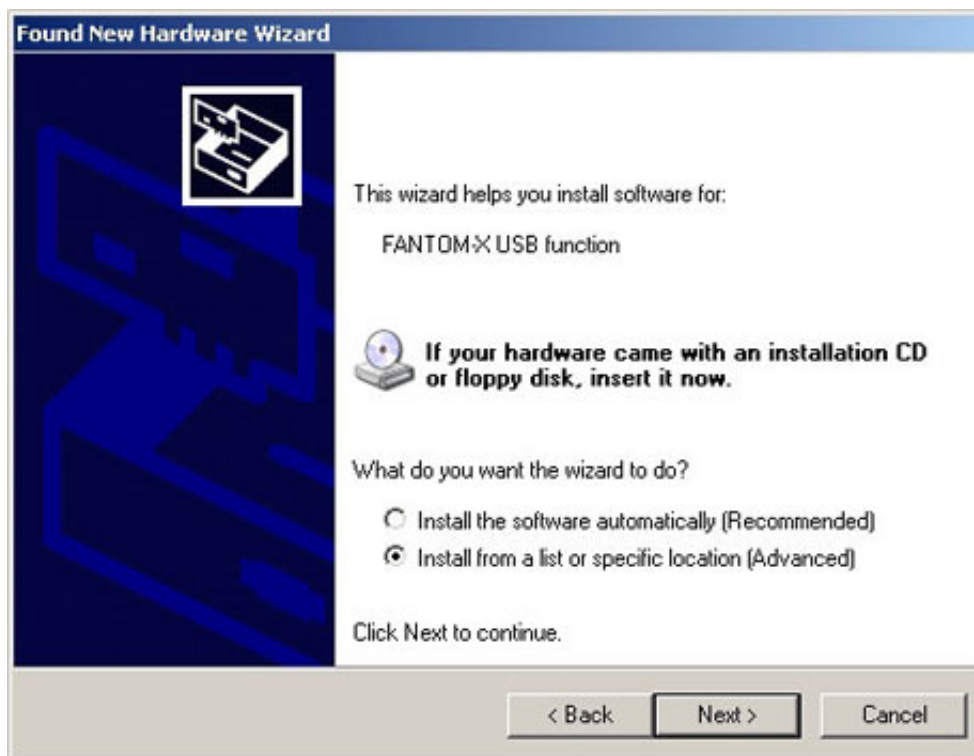 Found New Hardware Wizard
This wizard helps you install software for:
FANTOM-X USB function
If your hardware came with an installation CD
or floppy disk, insert it now.
What do you want the wizard to do?
Install the software automatically (Recommended)
Install from a list or specific location (Advanced)
Click Next to continue.
< Back
Next >
Cancel